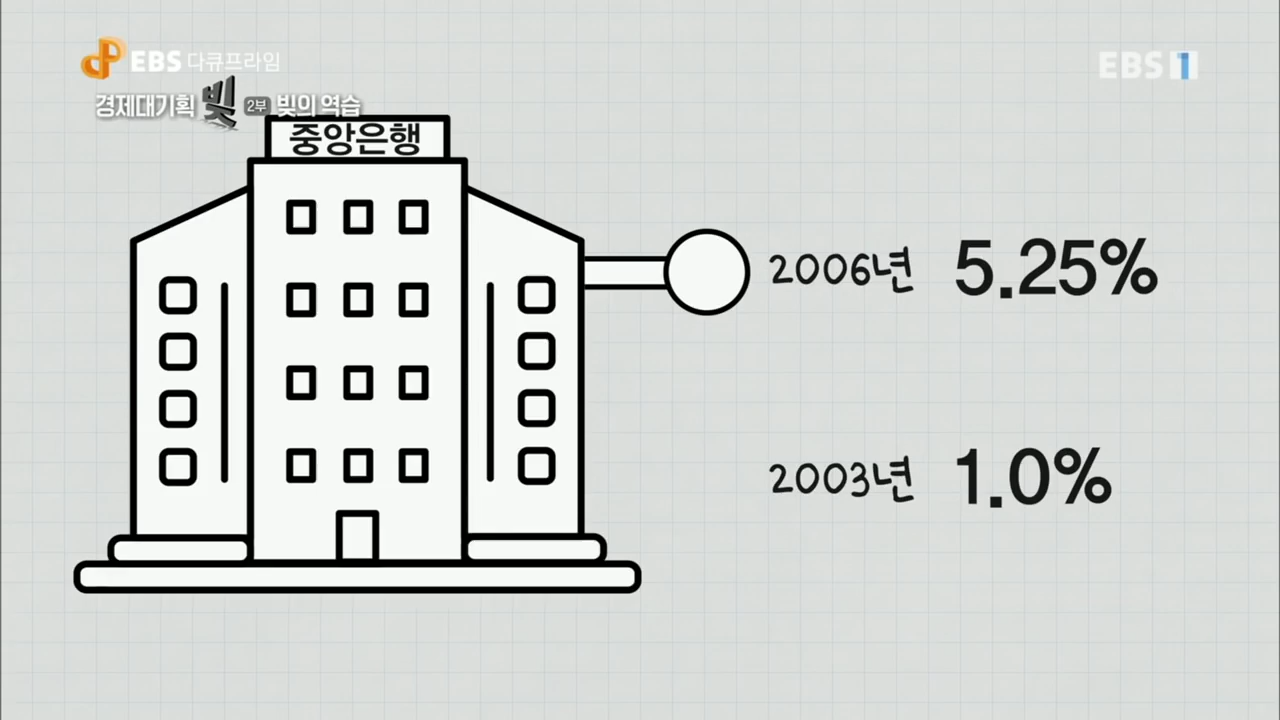 EBS 다큐프라임
EBS 1
경제대기획 빚 2부 빚의 역습
중앙은행
2006년 5.25%
2003년 1.0%